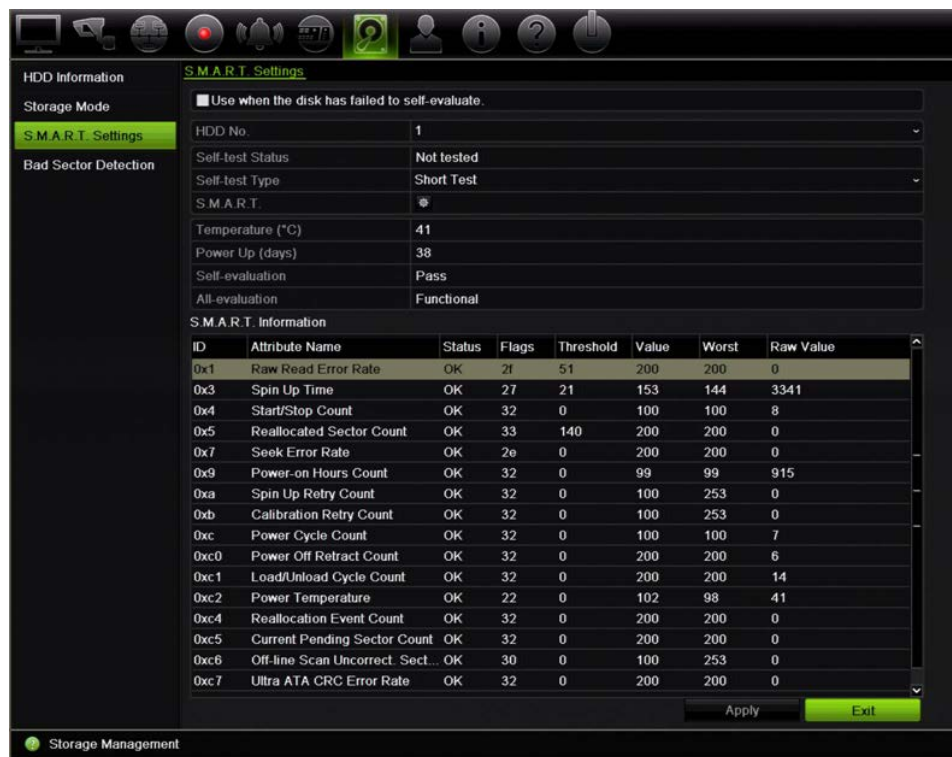 HDD Information
Storage Mode
S.M.A.R.T. Settings
Bad Sector Detection
S.M.A.R.T. Settings
Use when the disk has failed to self-evaluate.
HDD No. 1
Self-test Status Not tested
Self-test Type Short Test
S.M.A.R.T.
Temperature (°C) 41
Power Up (days) 38
Self-evaluation Pass
All-evaluation Functional
S.M.A.R.T. Information
ID Attribute Name Status Flags Threshold Value Worst Raw Value
0x1 Raw Read Error Rate OK 2f 51 200 200 0
0x3 Spin Up Time OK 27 21 153 144 3341
0x4 Start/Stop Count OK 32 0 100 100 8
0x5 Reallocated Sector Count OK 33 140 200 200 0
0x7 Seek Error Rate OK 2e 0 200 200 0
0x9 Power-on Hours Count OK 32 0 99 99 915
0xa Spin Up Retry Count OK 32 0 100 253 0
0xb Calibration Retry Count OK 32 0 100 253 0
0xc Power Cycle Count OK 32 0 100 100 7
0xc0 Power Off Retract Count OK 32 0 200 200 6
0xc1 Load/Unload Cycle Count OK 32 0 200 200 14
0xc2 Power Temperature OK 22 0 102 98 41
0xc4 Reallocation Event Count OK 32 0 200 200 0
0xc5 Current Pending Sector Count OK 32 0 200 200 0
0xc6 Off-line Scan Uncorrect. Sect... OK 30 0 100 253 0
0xc7 Ultra ATA CRC Error Rate OK 32 0 200 200 0
Apply Exit
Storage Management